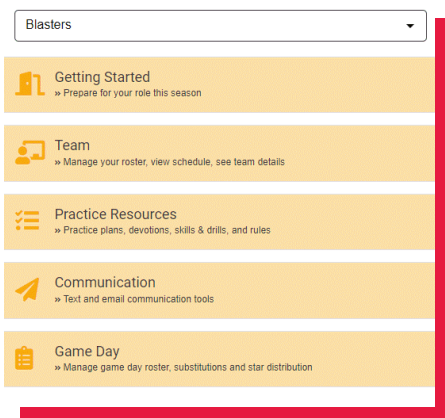 Blasters
Getting Started
» Prepare for your role this season
Team
» Manage your roster, view schedule, see team details
Practice Resources
» Practice plans, devotions, skills & drills, and rules
Communication
» Text and email communication tools
Game Day
» Manage game day roster, substitutions and star distribution